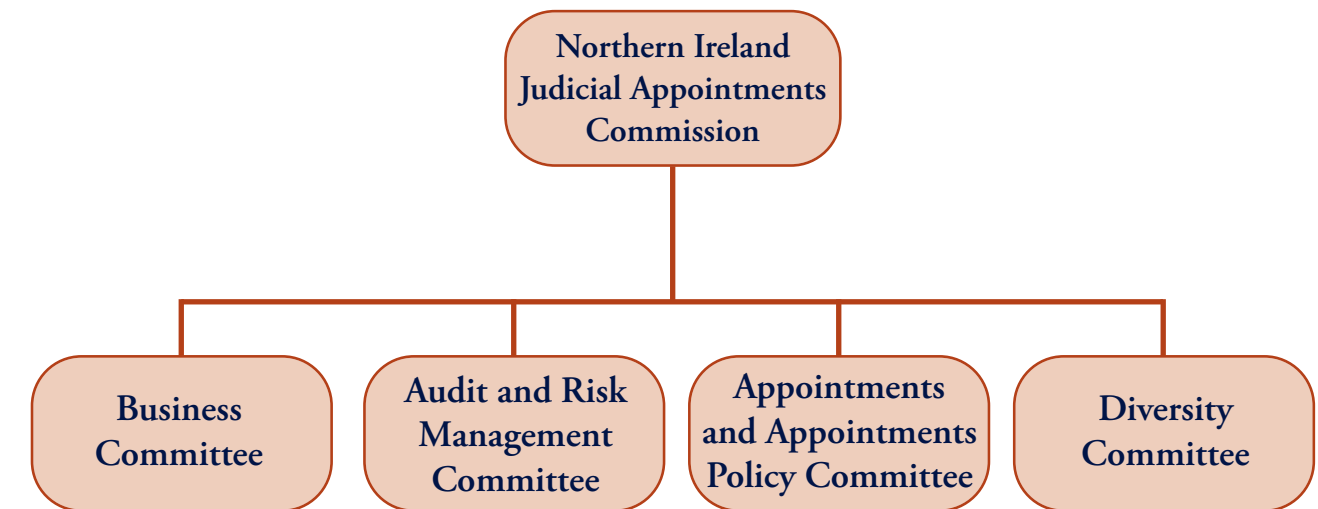 Northern Ireland
Judicial Appointments
Commission
Business
Committee
Audit and Risk
Management
Committee
Appointments
and Appointments
Policy Committee
Diversity
Committee